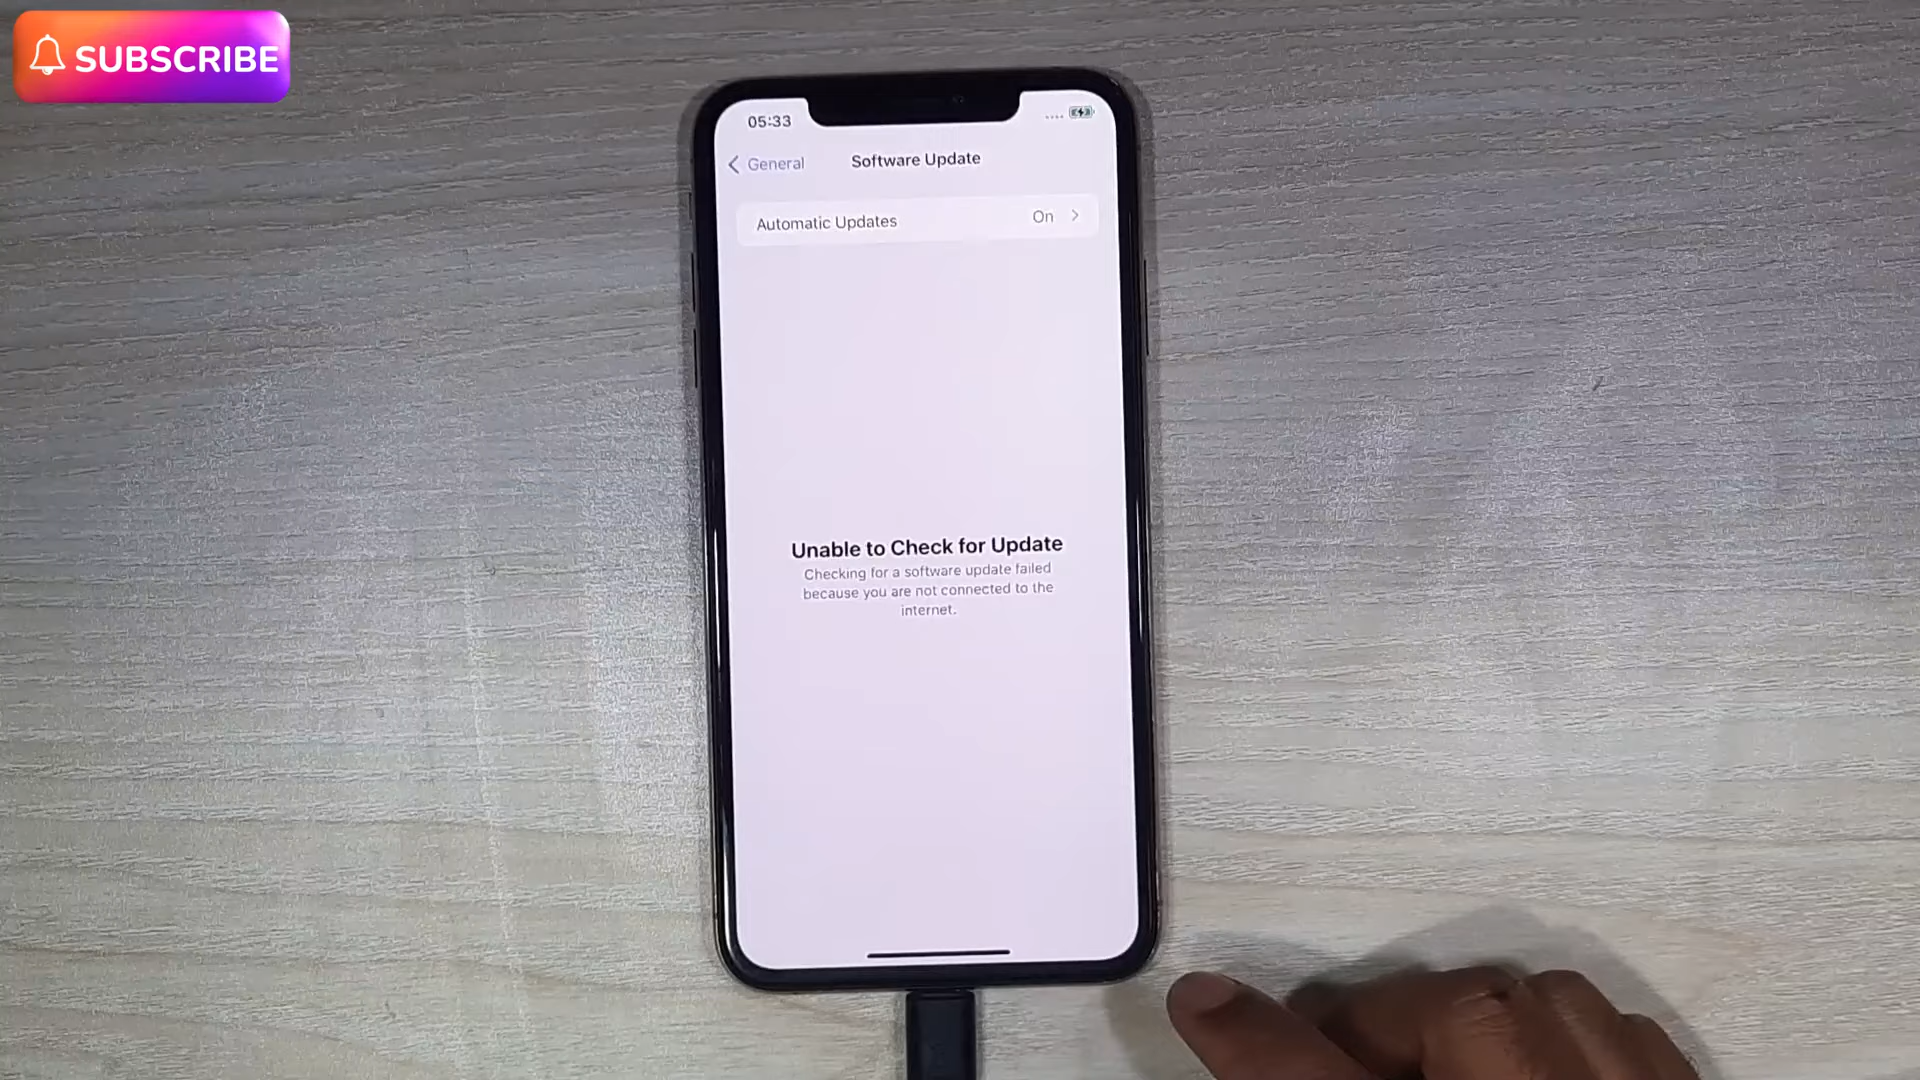 SUBSCRIBE
05:33
General
Software Update
Automatic Updates
On
Unable to Check for Update
Checking for a software update failed
because you are not connected to the
internet.